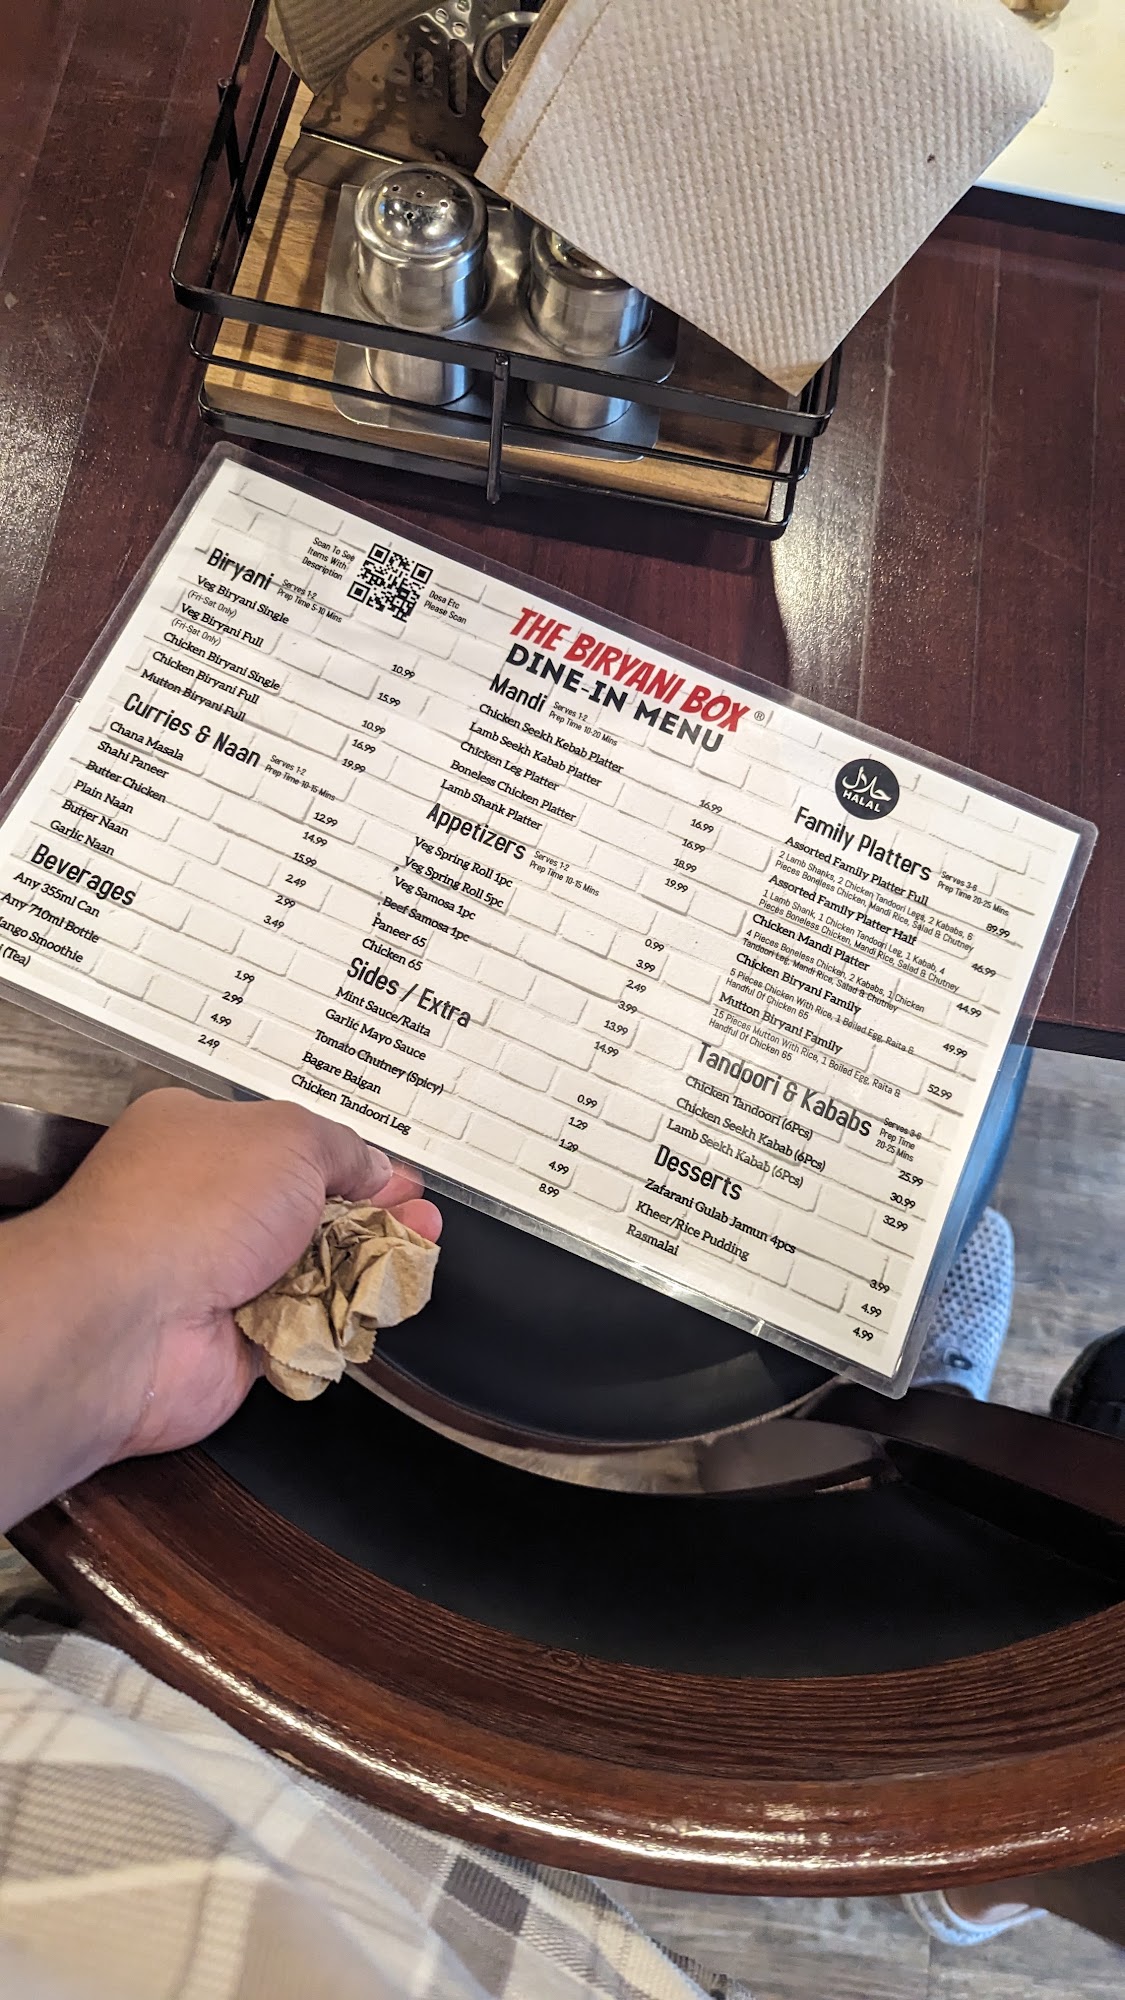 Scan To See
Items With
Description
Dosa Etc
Please Scan
THE BIRYANI BOX ®
DINE-IN MENU
Biryani Serves 1-2
Prep Time 5-10 Mins
Veg Biryani Single 10.99
(Fri-Sat Only)
Veg Biryani Full 15.99
(Fri-Sat Only)
Chicken Biryani Single 10.99
Chicken Biryani Full 16.99
Mutton Biryani Full 19.99
Curries & Naan Serves 1-2
Prep Time 10-15 Mins
Chana Masala 12.99
Shahi Paneer 14.99
Butter Chicken 15.99
Plain Naan 2.49
Butter Naan 2.99
Garlic Naan 3.49
Beverages
Any 355ml Can 1.99
Any 710ml Bottle 2.99
ango Smoothie 4.99
(Tea) 2.49
Mandi Serves 1-2
Prep Time 10-20 Mins
Chicken Seekh Kebab Platter 16.99
Lamb Seekh Kabab Platter 16.99
Chicken Leg Platter 16.99
Boneless Chicken Platter 18.99
Lamb Shank Platter 19.99
Appetizers Serves 1-2
Prep Time 10-15 Mins
Veg Spring Roll 1pc 0.99
Veg Spring Roll 5pc 3.99
Veg Samosa 1pc 2.49
Beef Samosa 1pc 3.99
Paneer 65 13.99
Chicken 65 14.99
Sides / Extra
Mint Sauce/Raita 0.99
Garlic Mayo Sauce 1.29
Tomato Chutney (Spicy) 1.29
Bagare Baigan 4.99
Chicken Tandoori Leg 8.99
حلال
HALAL
Family Platters Serves 3-6
Prep Time 20-25 Mins
Assorted Family Platter Full 89.99
2 Lamb Shanks, 2 Chicken Tandoori Legs, 2 Kababs, 6
Pieces Boneless Chicken, Mandi Rice, Salad & Chutney
Assorted Family Platter Half 46.99
1 Lamb Shank, 1 Chicken Tandoori Leg, 1 Kabab, 4
Pieces Boneless Chicken, Mandi Rice, Salad & Chutney
Chicken Mandi Platter 44.99
4 Pieces Boneless Chicken, 2 Kababs, 1 Chicken
Tandoori Leg, Mandi Rice, Salad & Chutney
Chicken Biryani Family 49.99
5 Pieces Chicken With Rice, 1 Boiled Egg, Raita &
Handful Of Chicken 65
Mutton Biryani Family 52.99
15 Pieces Mutton With Rice, 1 Boiled Egg, Raita &
Handful Of Chicken 65
Tandoori & Kababs Serves 3-6
Prep Time
20-25 Mins
Chicken Tandoori (6Pcs) 25.99
Chicken Seekh Kabab (6Pcs) 30.99
Lamb Seekh Kabab (6Pcs) 32.99
Desserts
Zafarani Gulab Jamun 4pcs 3.99
Kheer/Rice Pudding 4.99
Rasmalai 4.99